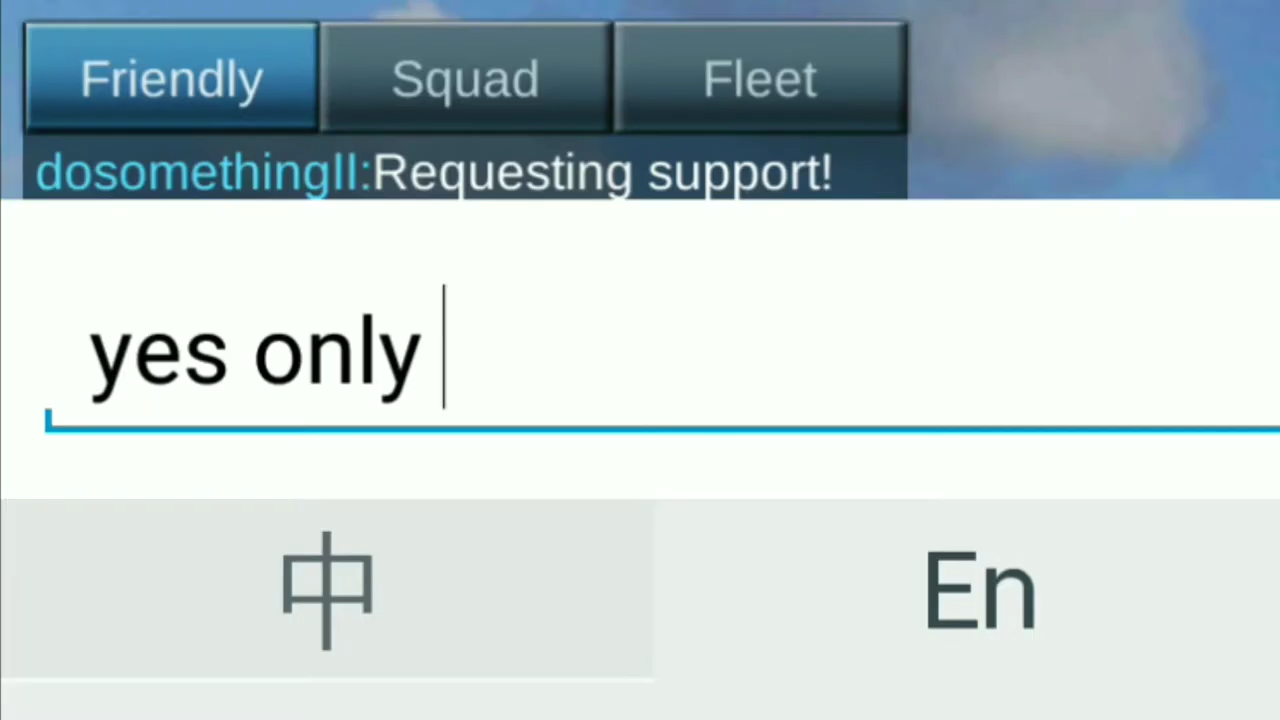 Friendly Squad Fleet
dosomethingII:Requesting support!
yes only
中 En